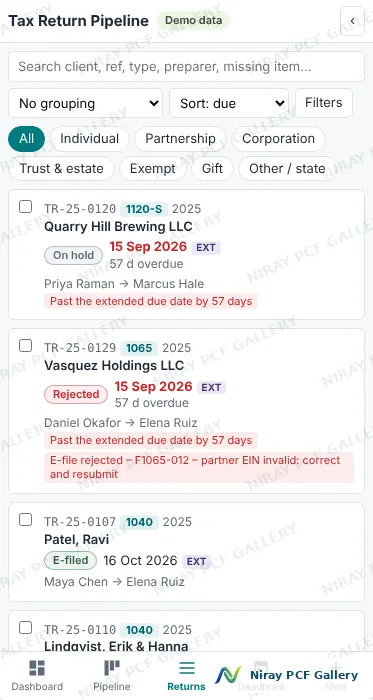 Tax Return Pipeline Demo data ‹
Search client, ref, type, preparer, missing item...
No grouping Sort: due Filters
All Individual Partnership Corporation
Trust & estate Exempt Gift Other / state
TR-25-0120 1120-S 2025
Quarry Hill Brewing LLC
On hold 15 Sep 2026 EXT
57 d overdue
Priya Raman → Marcus Hale
Past the extended due date by 57 days
TR-25-0129 1065 2025
Vasquez Holdings LLC
Rejected 15 Sep 2026 EXT
57 d overdue
Daniel Okafor → Elena Ruiz
Past the extended due date by 57 days
E-file rejected – F1065-012 – partner EIN invalid: correct
and resubmit
TR-25-0107 1040 2025
Patel, Ravi
E-filed 16 Oct 2026 EXT
Maya Chen → Elena Ruiz
TR-25-0110 1040 2025
Lindqvist, Erik & Hanna
Dashboard Pipeline Returns Deadlines New
Niray PCF Gallery
NIRAY PCF GALLERY